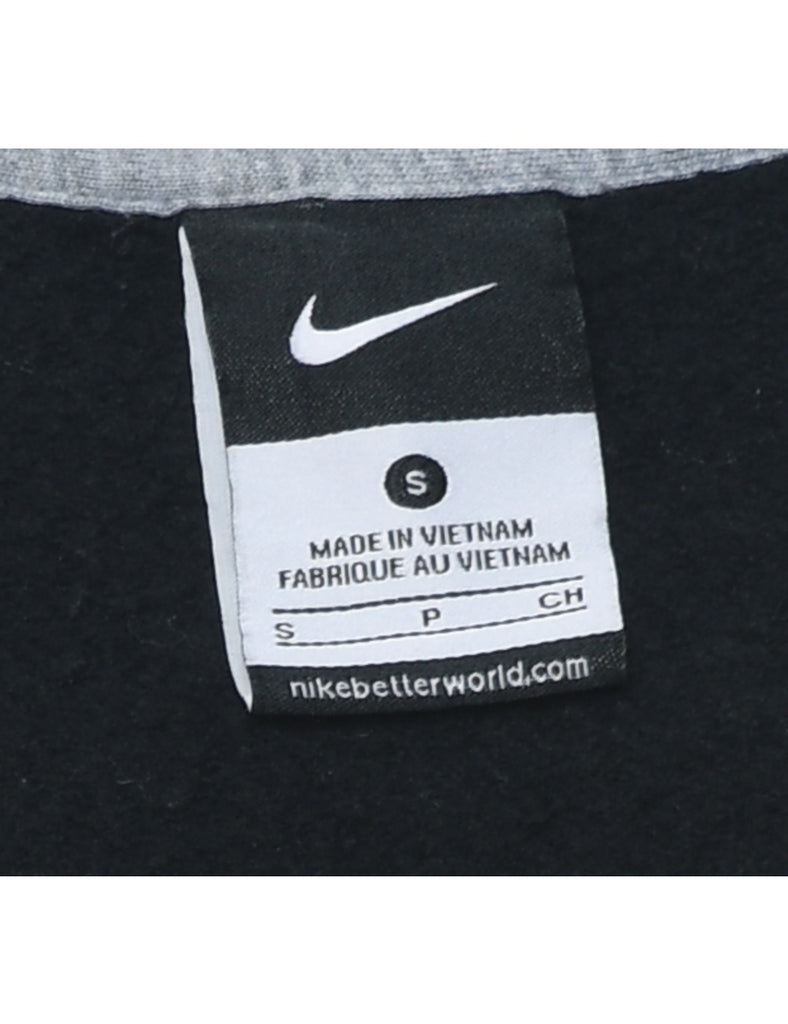 S
MADE IN VIETNAM
FABRIQUE AU VIETNAM
S P CH
nikebetterworld.com